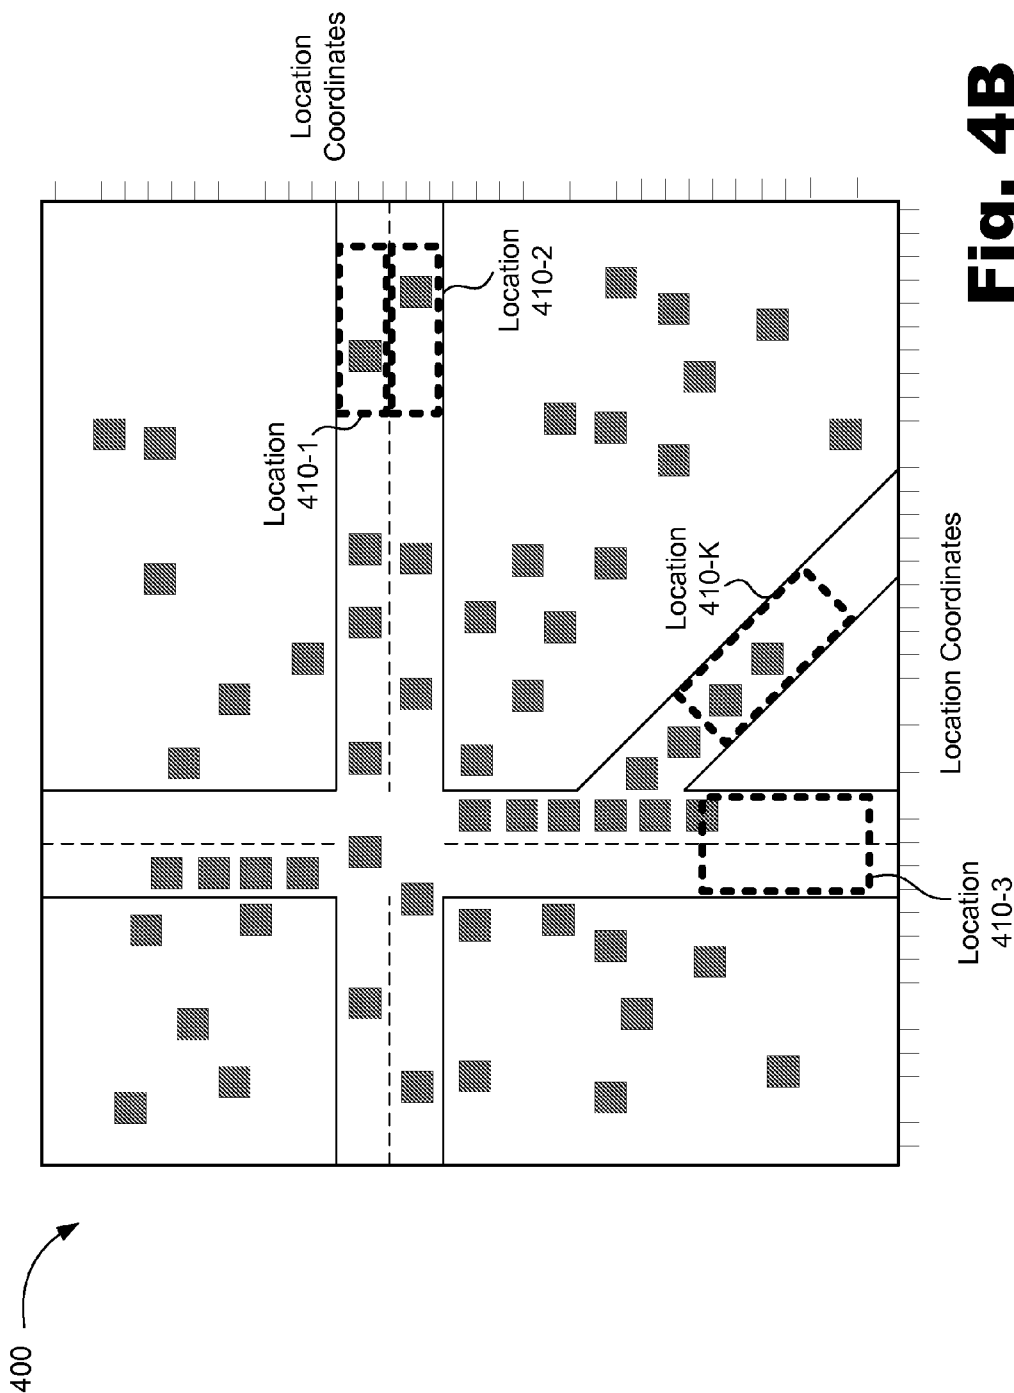 400
Location
Coordinates
Location
410-1
Location
410-2
Location
410-K
Location
410-3
Location Coordinates
Fig. 4B